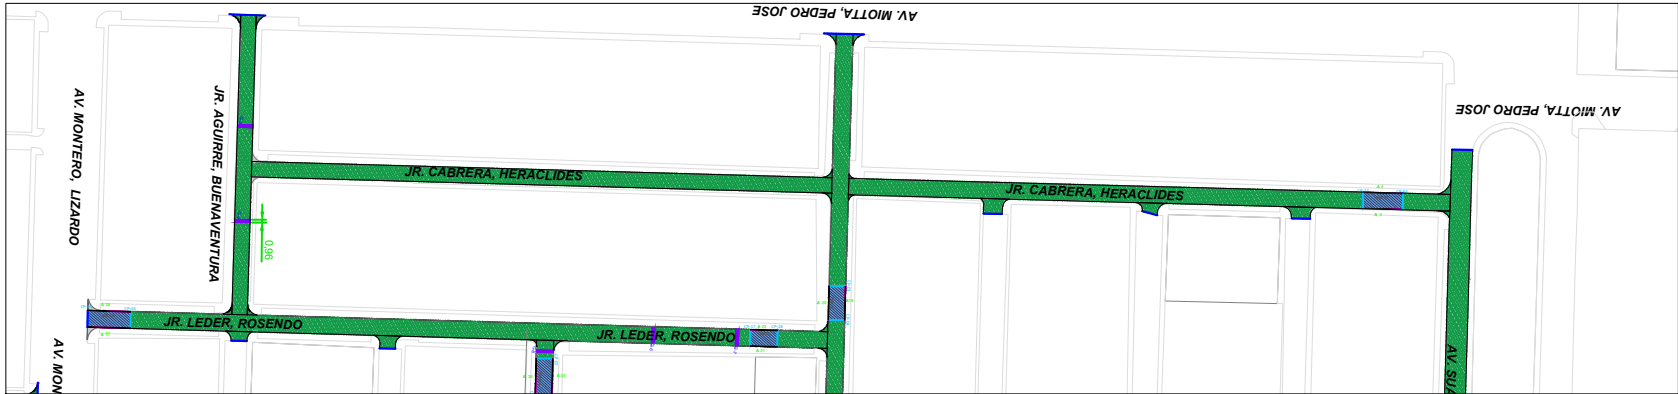 AV. MIOTTA, PEDRO JOSE
AV. MIOTTA, PEDRO JOSE
AV. MONTERO, LIZARDO
JR. AGUIRRE, BUENAVENTURA
JR. CABRERA, HERACLIDES
JR. CABRERA, HERACLIDES
0.96
JR. LEDER, ROSENDO
JR. LEDER, ROSENDO
AV. MON
AV. SUA